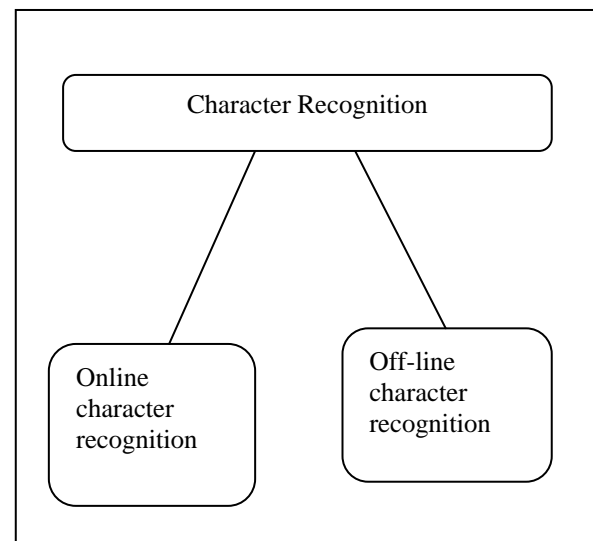 Character Recognition
Online
character
recognition
Off-line
character
recognition